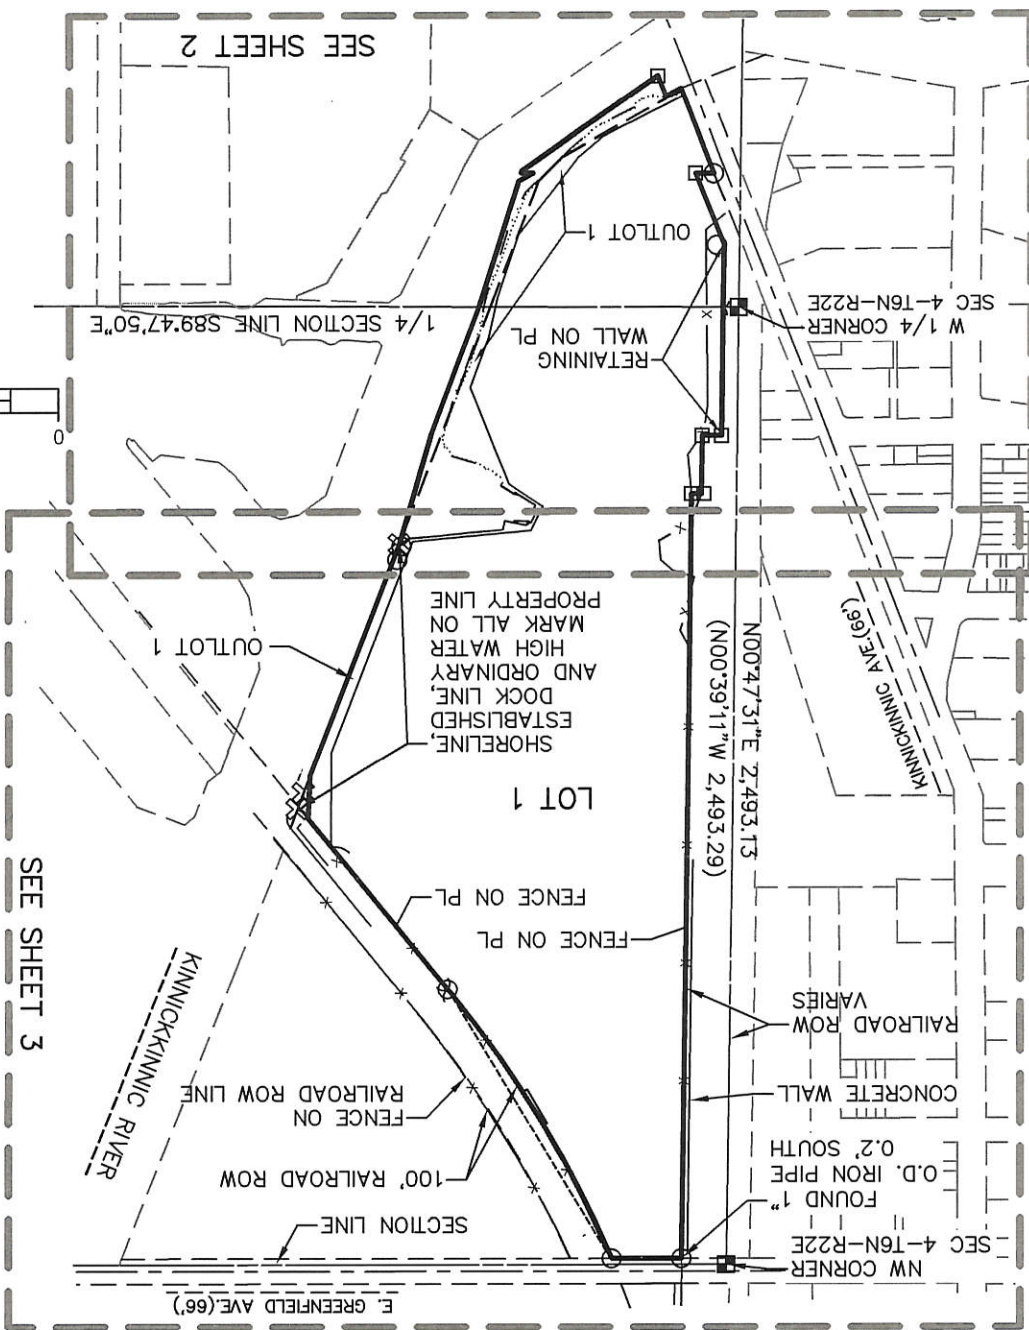 E. GREENFIELD AVE.(66')
NW CORNER
SEC 4-T6N-R22E
FOUND 1"
O.D. IRON PIPE
0.2' SOUTH
SECTION LINE
100' RAILROAD ROW
CONCRETE WALL
FENCE ON
RAILROAD ROW LINE
KINNICKKINNIC RIVER
RAILROAD ROW
VARIES
FENCE ON PL
FENCE ON PL
SEE SHEET 3
LOT 1
N00°47'31"E 2,493.13
(N00°39'11"W 2,493.29)
KINNICKINNIC AVE.(66')
SHORELINE,
ESTABLISHED
DOCK LINE,
AND ORDINARY
HIGH WATER
MARK ALL ON
PROPERTY LINE
OUTLOT 1
0
RETAINING
WALL ON PL
W 1/4 CORNER
SEC 4-T6N-R22E
1/4 SECTION LINE S89°47'50"E
OUTLOT 1
SEE SHEET 2